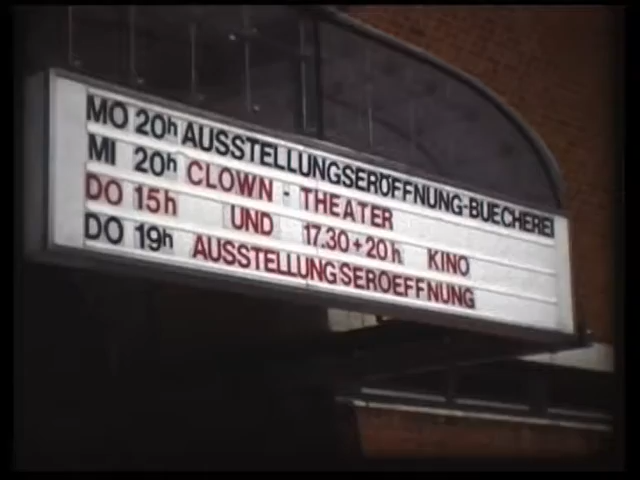 MO 20h AUSSTELLUNGSERÖFFNUNG-BUECHEREI
MI 20h CLOWN - THEATER
DO 15h UND 17.30+20h KINO
DO 19h AUSSTELLUNGSEROEFFNUNG